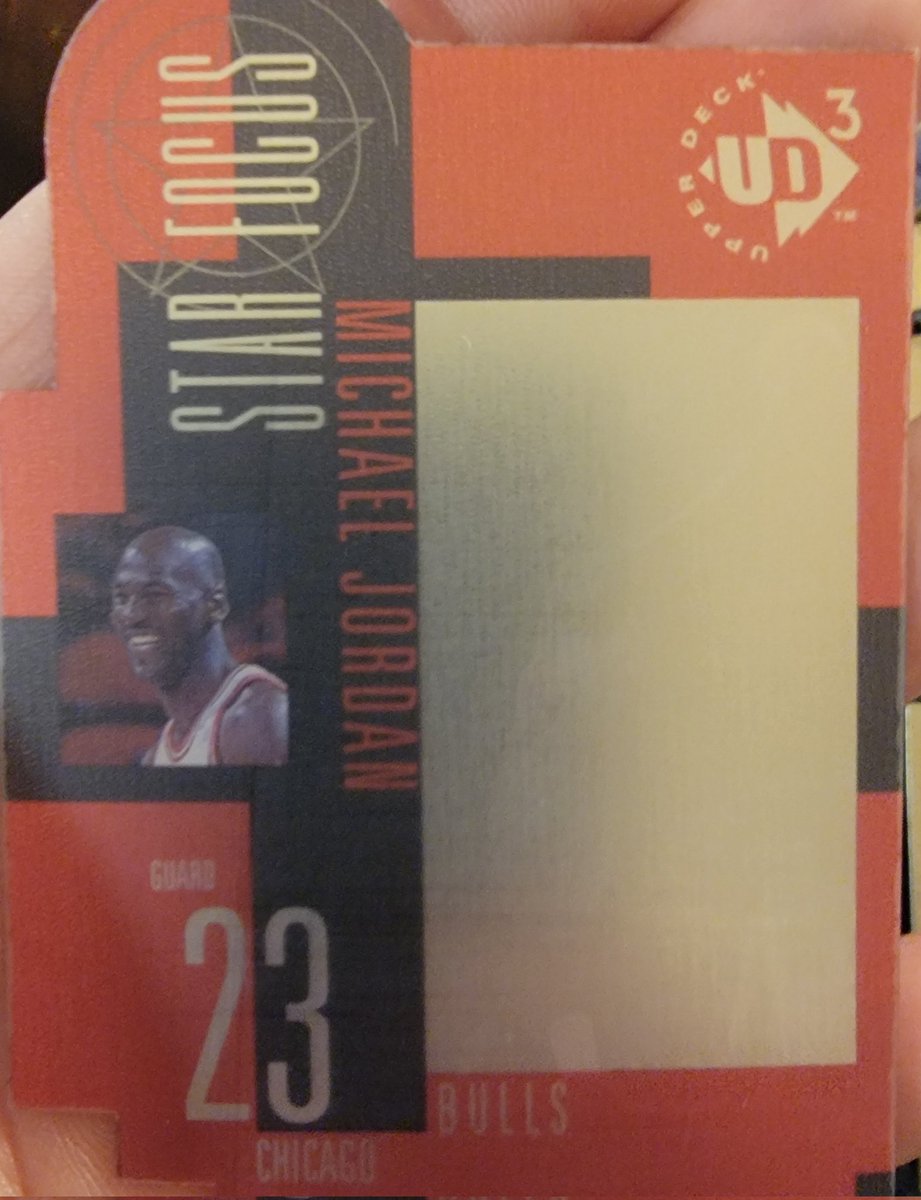 STAR FOCUS
UPPER DECK
UD
3
™
MICHAEL JORDAN
GUARD
23
BULLS
CHICAGO